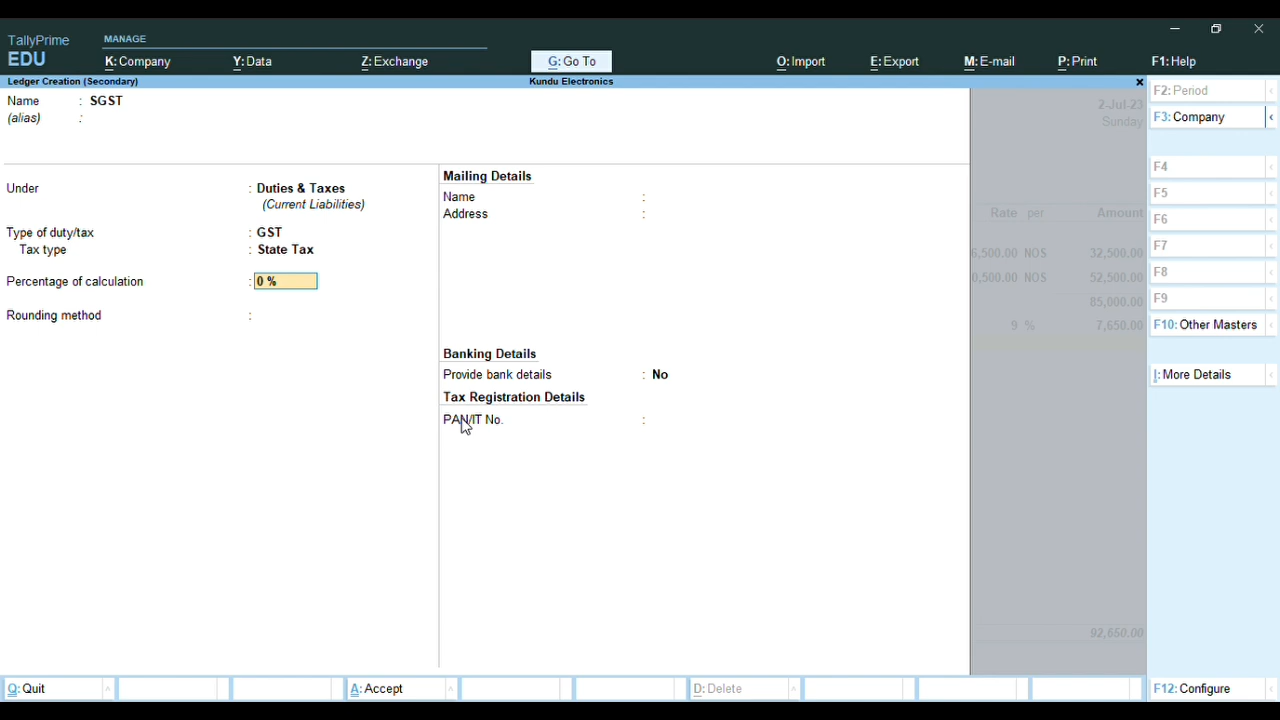 TallyPrime
EDU
MANAGE
K: Company
Y: Data
Z: Exchange
G: Go To
O: Import
E: Export
M: E-mail
P: Print
F1: Help
Ledger Creation (Secondary)
Kundu Electronics
Name : SGST
(alias) :
Under : Duties & Taxes
(Current Liabilities)
Type of duty/tax : GST
Tax type : State Tax
Percentage of calculation : 0 %
Rounding method :
Mailing Details
Name :
Address :
Banking Details
Provide bank details : No
Tax Registration Details
PAN/IT No. :
2-Jul-23
Sunday
Rate per Amount
6,500.00 NOS 32,500.00
0,500.00 NOS 52,500.00
85,000.00
9 % 7,650.00
92,650.00
F2: Period
F3: Company
F4
F5
F6
F7
F8
F9
F10: Other Masters
I: More Details
Q: Quit
A: Accept
D: Delete
F12: Configure